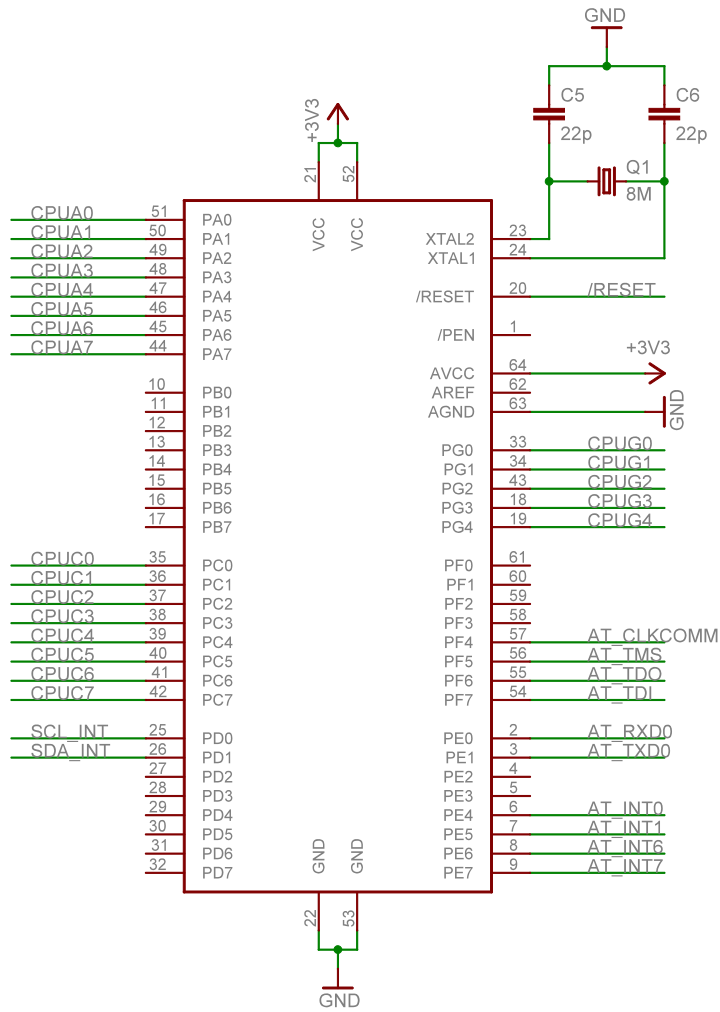 GND
C5
C6
22p
22p
Q1
8M
+3V3
21
52
VCC
VCC
CPUA0 51 PA0
CPUA1 50 PA1
CPUA2 49 PA2
CPUA3 48 PA3
CPUA4 47 PA4
CPUA5 46 PA5
CPUA6 45 PA6
CPUA7 44 PA7
10 PB0
11 PB1
12 PB2
13 PB3
14 PB4
15 PB5
16 PB6
17 PB7
CPUC0 35 PC0
CPUC1 36 PC1
CPUC2 37 PC2
CPUC3 38 PC3
CPUC4 39 PC4
CPUC5 40 PC5
CPUC6 41 PC6
CPUC7 42 PC7
SCL_INT 25 PD0
SDA_INT 26 PD1
27 PD2
28 PD3
29 PD4
30 PD5
31 PD6
32 PD7
XTAL2 23
XTAL1 24
/RESET 20 /RESET
/PEN 1
+3V3
AVCC 64
AREF 62
AGND 63
GND
PG0 33 CPUG0
PG1 34 CPUG1
PG2 43 CPUG2
PG3 18 CPUG3
PG4 19 CPUG4
PF0 61
PF1 60
PF2 59
PF3 58
PF4 57 AT_CLKCOMM
PF5 56 AT_TMS
PF6 55 AT_TDO
PF7 54 AT_TDI
PE0 2 AT_RXD0
PE1 3 AT_TXD0
PE2 4
PE3 5
PE4 6 AT_INT0
PE5 7 AT_INT1
PE6 8 AT_INT6
PE7 9 AT_INT7
GND
GND
22
53
GND